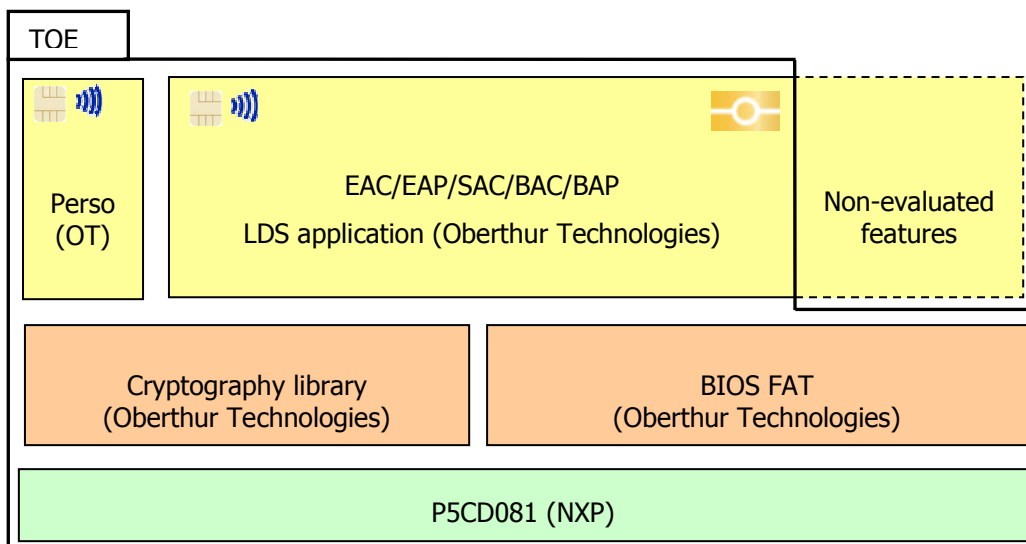 TOE
Perso
(OT)
EAC/EAP/SAC/BAC/BAP
LDS application (Oberthur Technologies)
Non-evaluated
features
Cryptography library
(Oberthur Technologies)
BIOS FAT
(Oberthur Technologies)
P5CD081 (NXP)